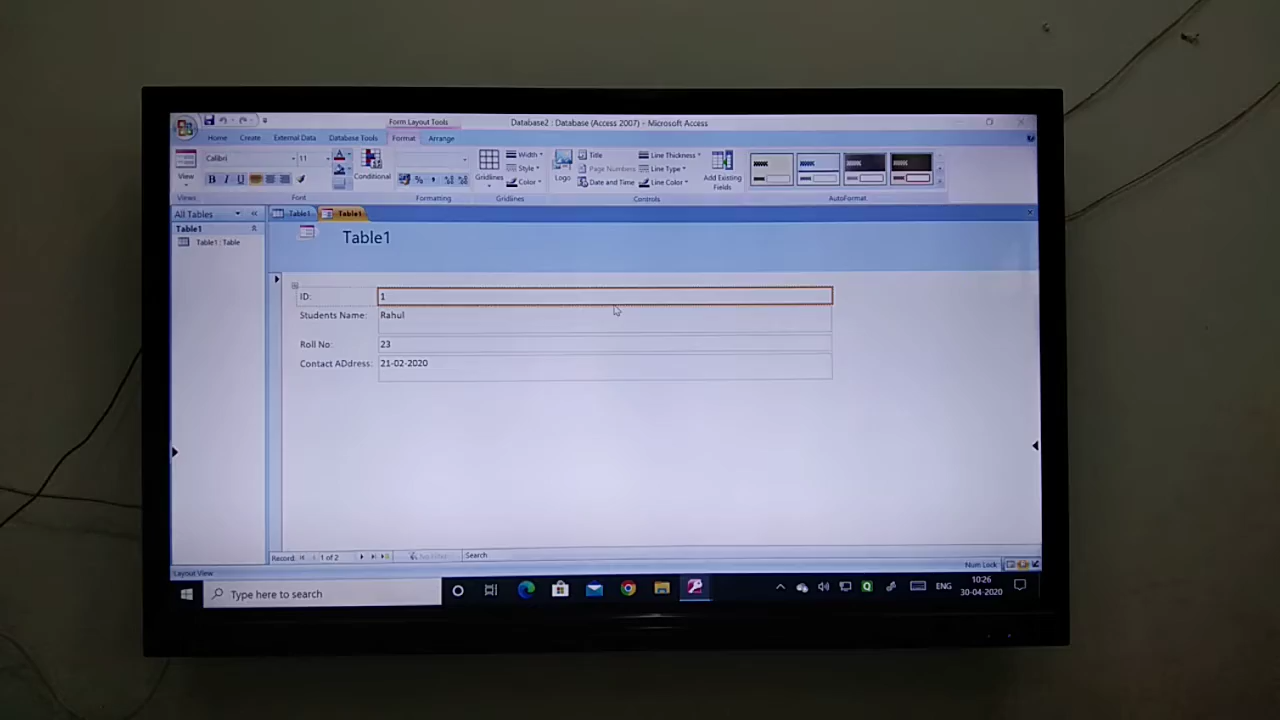 Form Layout Tools
Database2 : Database (Access 2007) - Microsoft Access
Home Create External Data Database Tools Format Arrange
Calibri 11
B I U
View
Conditional
% ,
Gridlines
Width
Style
Color
Logo
Title
Page Numbers
Date and Time
Line Thickness
Line Type
Line Color
Add Existing
Fields
Views Font Formatting Gridlines Controls AutoFormat
All Tables
Table1
Table1 : Table
Table1 Table1
Table1
ID: 1
Students Name: Rahul
Roll No: 23
Contact ADdress: 21-02-2020
Record: 1 of 2 No Filter Search
Layout View
Num Lock
Type here to search
ENG
10:26
30-04-2020